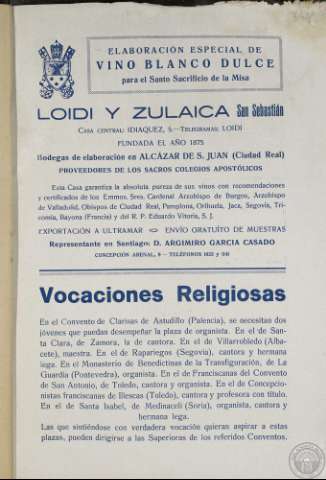 ELABORACIÓN ESPECIAL DE
VINO BLANCO DULCE
para el Santo Sacrificio de la Misa
LOIDI Y ZULAICA San Sebastián
CASA CENTRAL: IDIAQUEZ, 5.—TELEGRAMAS: LOIDI
FUNDADA EL AÑO 1875
Bodegas de elaboración en ALCÁZAR DE S. JUAN (Ciudad Real)
PROVEEDORES DE LOS SACROS COLEGIOS APOSTÓLICOS
Esta Casa garantiza la absoluta pureza de sus vinos con recomendaciones
y certificados de los Emmos. Sres. Cardenal Arzobispo de Burgos, Arzobispo
de Valladolid, Obispos de Ciudad Real, Pamplona, Orihuela, Jaca, Segovia,
Bayona (Francia) y del R. P. Eduardo Vitoria, S. J.
EXPORTACIÓN A ULTRAMAR ENVÍO GRATUÍTO DE MUESTRAS
Representante en Santiago: D. ARGIMIRO GARCIA CASADO
CONCEPCIÓN ARENAL, TELÉFONOS
Vocaciones Religiosas
En el Convento de Clarisas de Astudillo (Palencia), se necesitan dos
jóvenes que puedan desempeñar la plaza de organista. En el de San-
ta Clara, de Zamora, la de cantora. En el de Villarrobledo (Alba-
cete), maestra. En el de Rapariegos (Segovia), cantora y hermana
lega. En el Monasterio de Benedictinas de la Transfiguración, de La
Guardia (Pontevedra), organista. En el de Franciscanas del Convento
de San Antonio, de Toledo, cantora y organista. En el de Concepcio-
nistas franciscanas de Illescas (Toledo), cantora y profesora con título.
En el de Santa Isabel, de Medinaceli (Soria), organista, cantora y
hermana lega.
Las que sintiéndose con verdadera vocación quieran aspirar a estas
plazas, pueden dirigirse a las Superioras de los referidos Conventos.